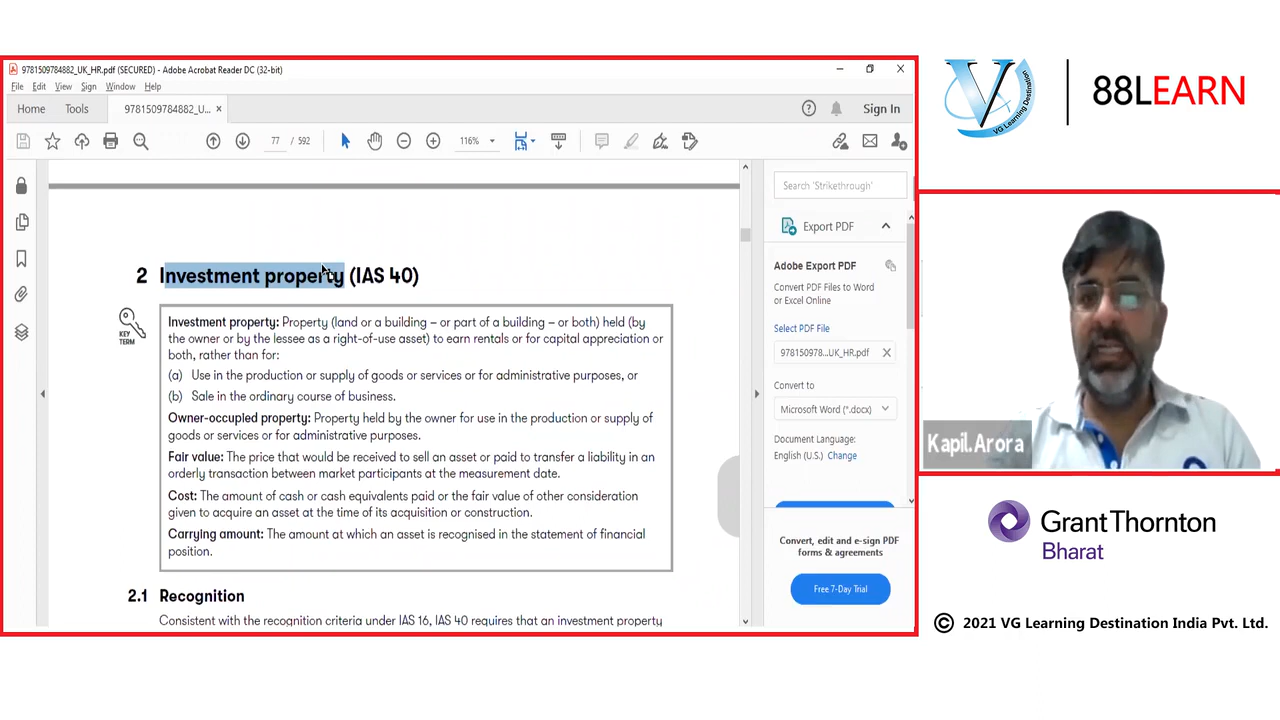 9781509784882_UK_HR.pdf (SECURED) - Adobe Acrobat Reader DC (32-bit)
File Edit View Sign Window Help
Home Tools 9781509784882_U... × Sign In
77 / 592 116%
2 Investment property (IAS 40)
KEY
TERM
Investment property: Property (land or a building – or part of a building – or both) held (by
the owner or by the lessee as a right-of-use asset) to earn rentals or for capital appreciation or
both, rather than for:
(a) Use in the production or supply of goods or services or for administrative purposes, or
(b) Sale in the ordinary course of business.
Owner-occupied property: Property held by the owner for use in the production or supply of
goods or services or for administrative purposes.
Fair value: The price that would be received to sell an asset or paid to transfer a liability in an
orderly transaction between market participants at the measurement date.
Cost: The amount of cash or cash equivalents paid or the fair value of other consideration
given to acquire an asset at the time of its acquisition or construction.
Carrying amount: The amount at which an asset is recognised in the statement of financial
position.
2.1 Recognition
Consistent with the recognition criteria under IAS 16, IAS 40 requires that an investment property
Search 'Strikethrough'
Export PDF
Adobe Export PDF
Convert PDF Files to Word
or Excel Online
Select PDF File
978150978...UK_HR.pdf
Convert to
Microsoft Word (*.docx)
Document Language:
English (U.S.) Change
Convert, edit and e-sign PDF
forms & agreements
Free 7-Day Trial
V
VG Learning Destination
88LEARN
Kapil.Arora
GrantThornton
Bharat
© 2021 VG Learning Destination India Pvt. Ltd.